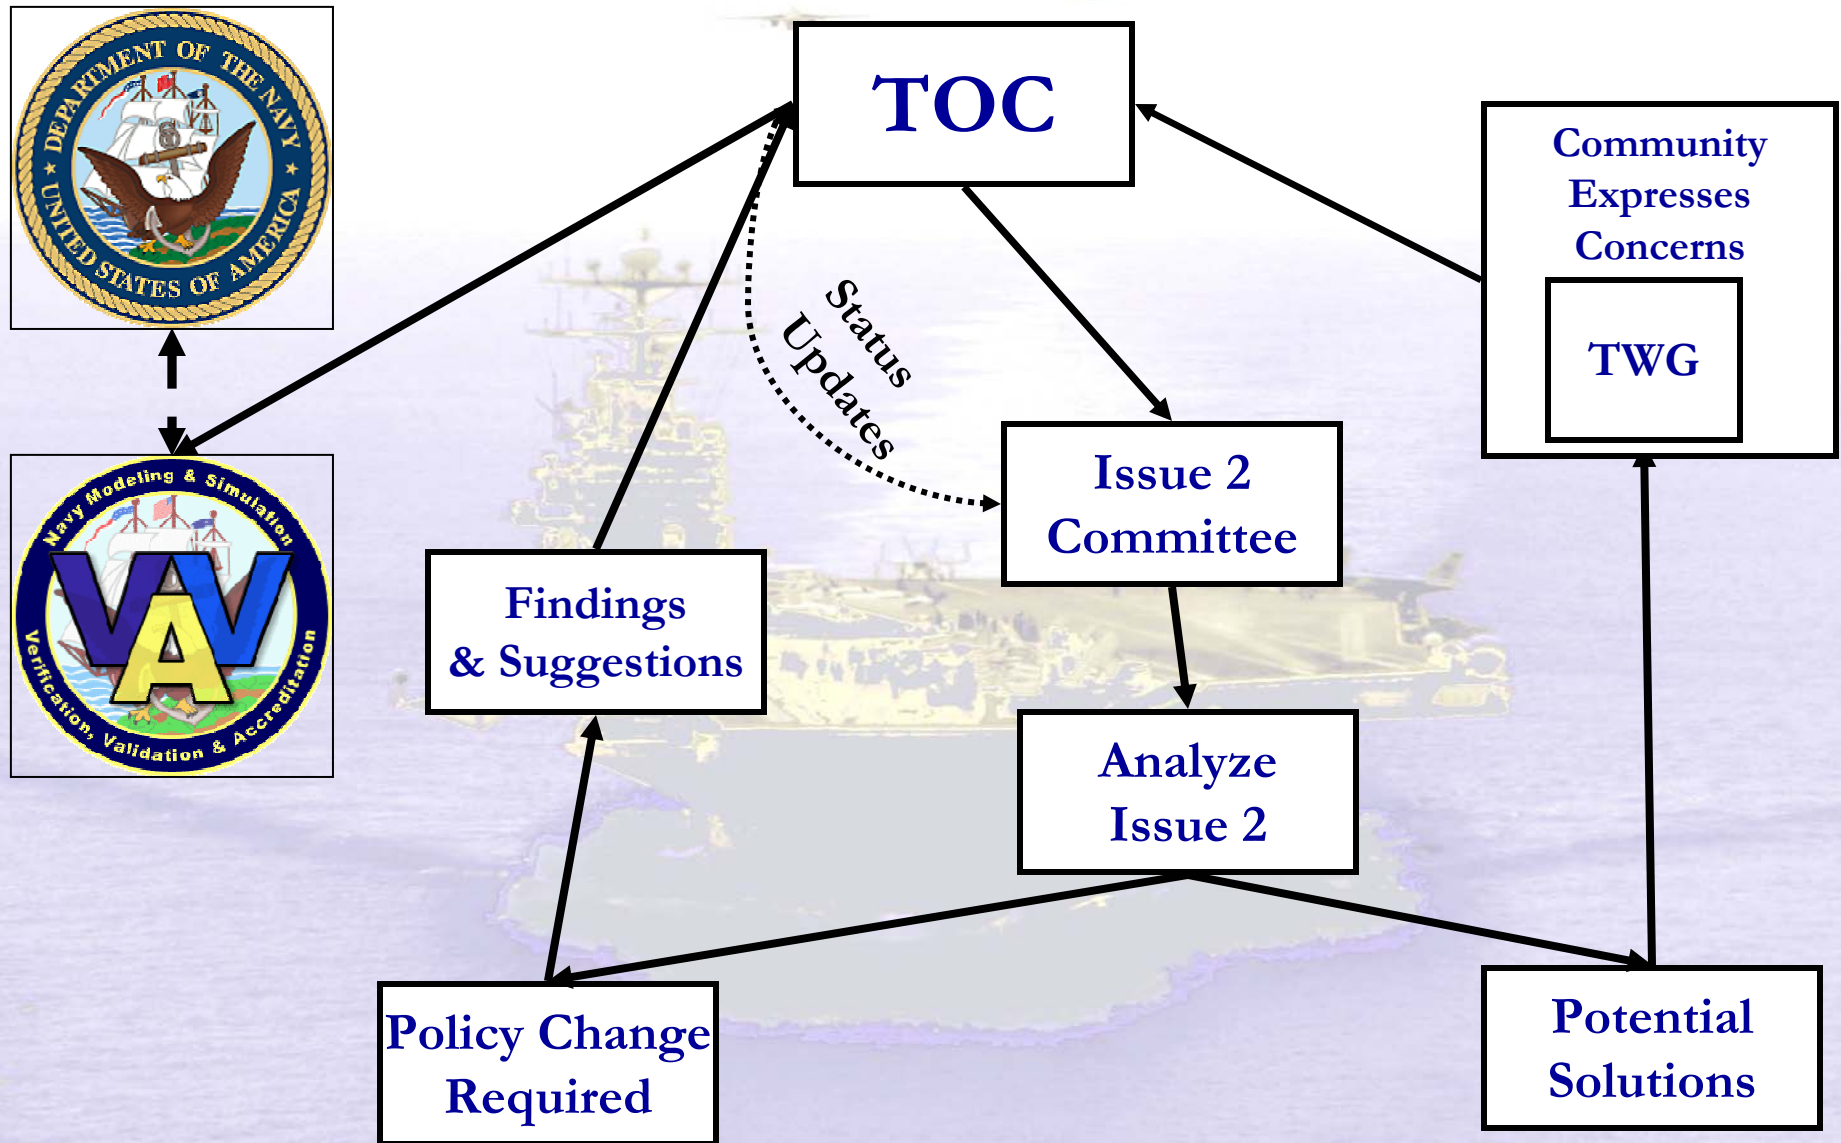 DEPARTMENT OF THE NAVY
UNITED STATES OF AMERICA
TOC
Community
Expresses
Concerns
TWG
Status
Updates
Issue 2
Committee
Navy Modeling & Simulation
VVA
Verification, Validation & Accreditation
Findings
& Suggestions
Analyze
Issue 2
Policy Change
Required
Potential
Solutions